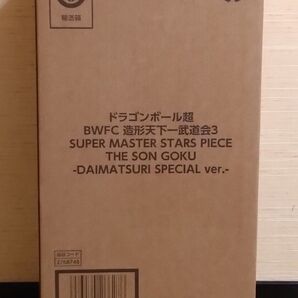 輸送箱
ドラゴンボール超
BWFC 造形天下一武道会3
SUPER MASTER STARS PIECE
THE SON GOKU
-DAIMATSURI SPECIAL ver.-